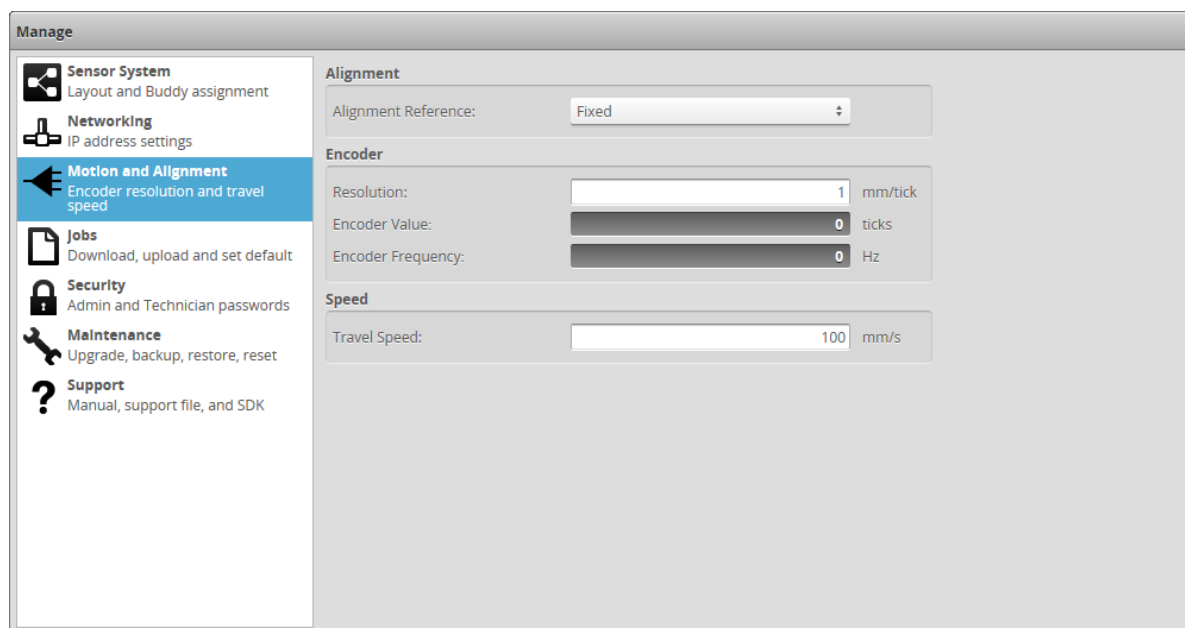 Manage
Sensor System
Layout and Buddy assignment
Networking
IP address settings
Motion and Alignment
Encoder resolution and travel
speed
Jobs
Download, upload and set default
Security
Admin and Technician passwords
Maintenance
Upgrade, backup, restore, reset
Support
Manual, support file, and SDK
Alignment
Alignment Reference: Fixed
Encoder
Resolution: 1 mm/tick
Encoder Value: 0 ticks
Encoder Frequency: 0 Hz
Speed
Travel Speed: 100 mm/s